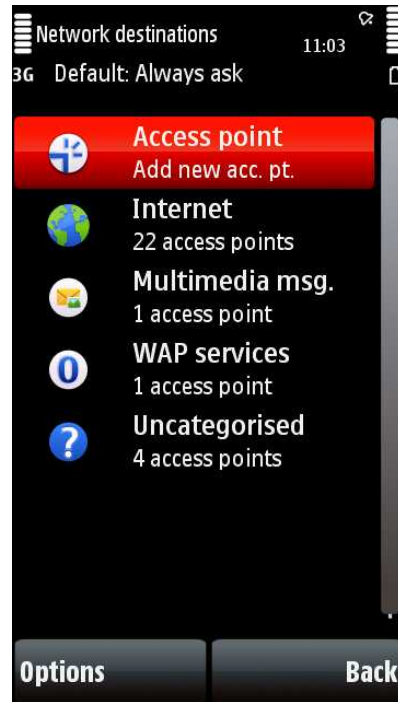 Network destinations
11:03
3G Default: Always ask
Access point
Add new acc. pt.
Internet
22 access points
Multimedia msg.
1 access point
WAP services
1 access point
Uncategorised
4 access points
Options Back